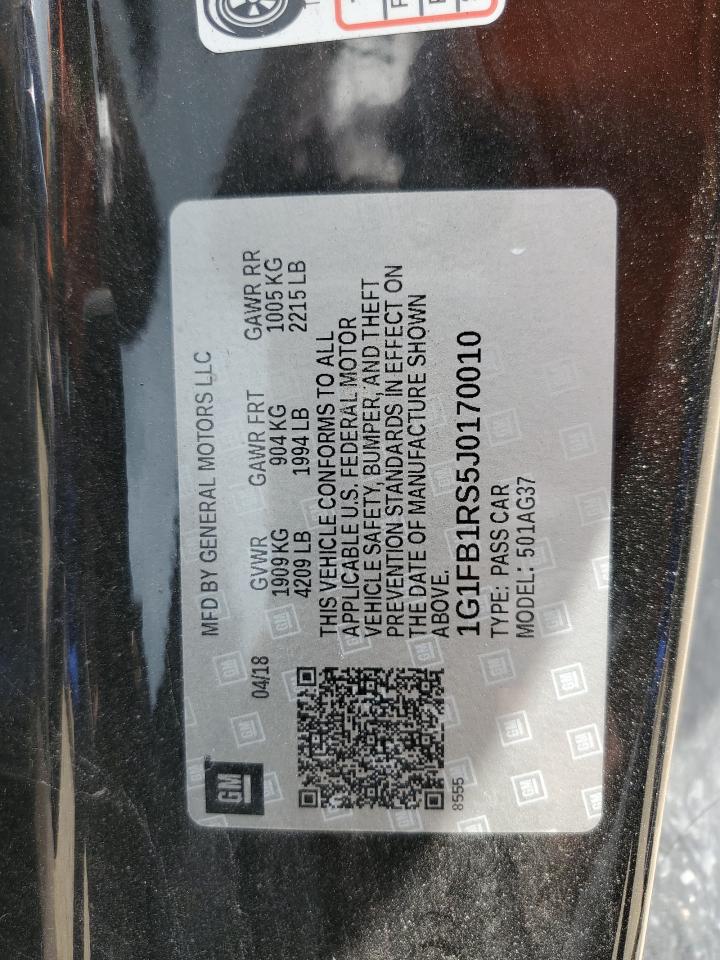 MFD BY GENERAL MOTORS LLC
04/18 GVWR GAWR FRT GAWR RR
1909 KG 904 KG 1005 KG
4209 LB 1994 LB 2215 LB
THIS VEHICLE CONFORMS TO ALL
APPLICABLE U.S. FEDERAL MOTOR
VEHICLE SAFETY, BUMPER, AND THEFT
PREVENTION STANDARDS IN EFFECT ON
THE DATE OF MANUFACTURE SHOWN
ABOVE.
1G1FB1RS5J0170010
TYPE: PASS CAR
MODEL: 501AG37
GM
8555